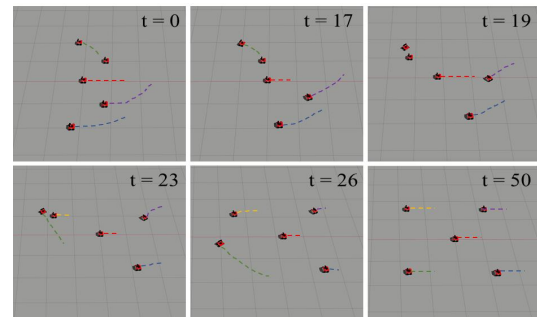 t = 0
t = 17
t = 19
t = 23
t = 26
t = 50